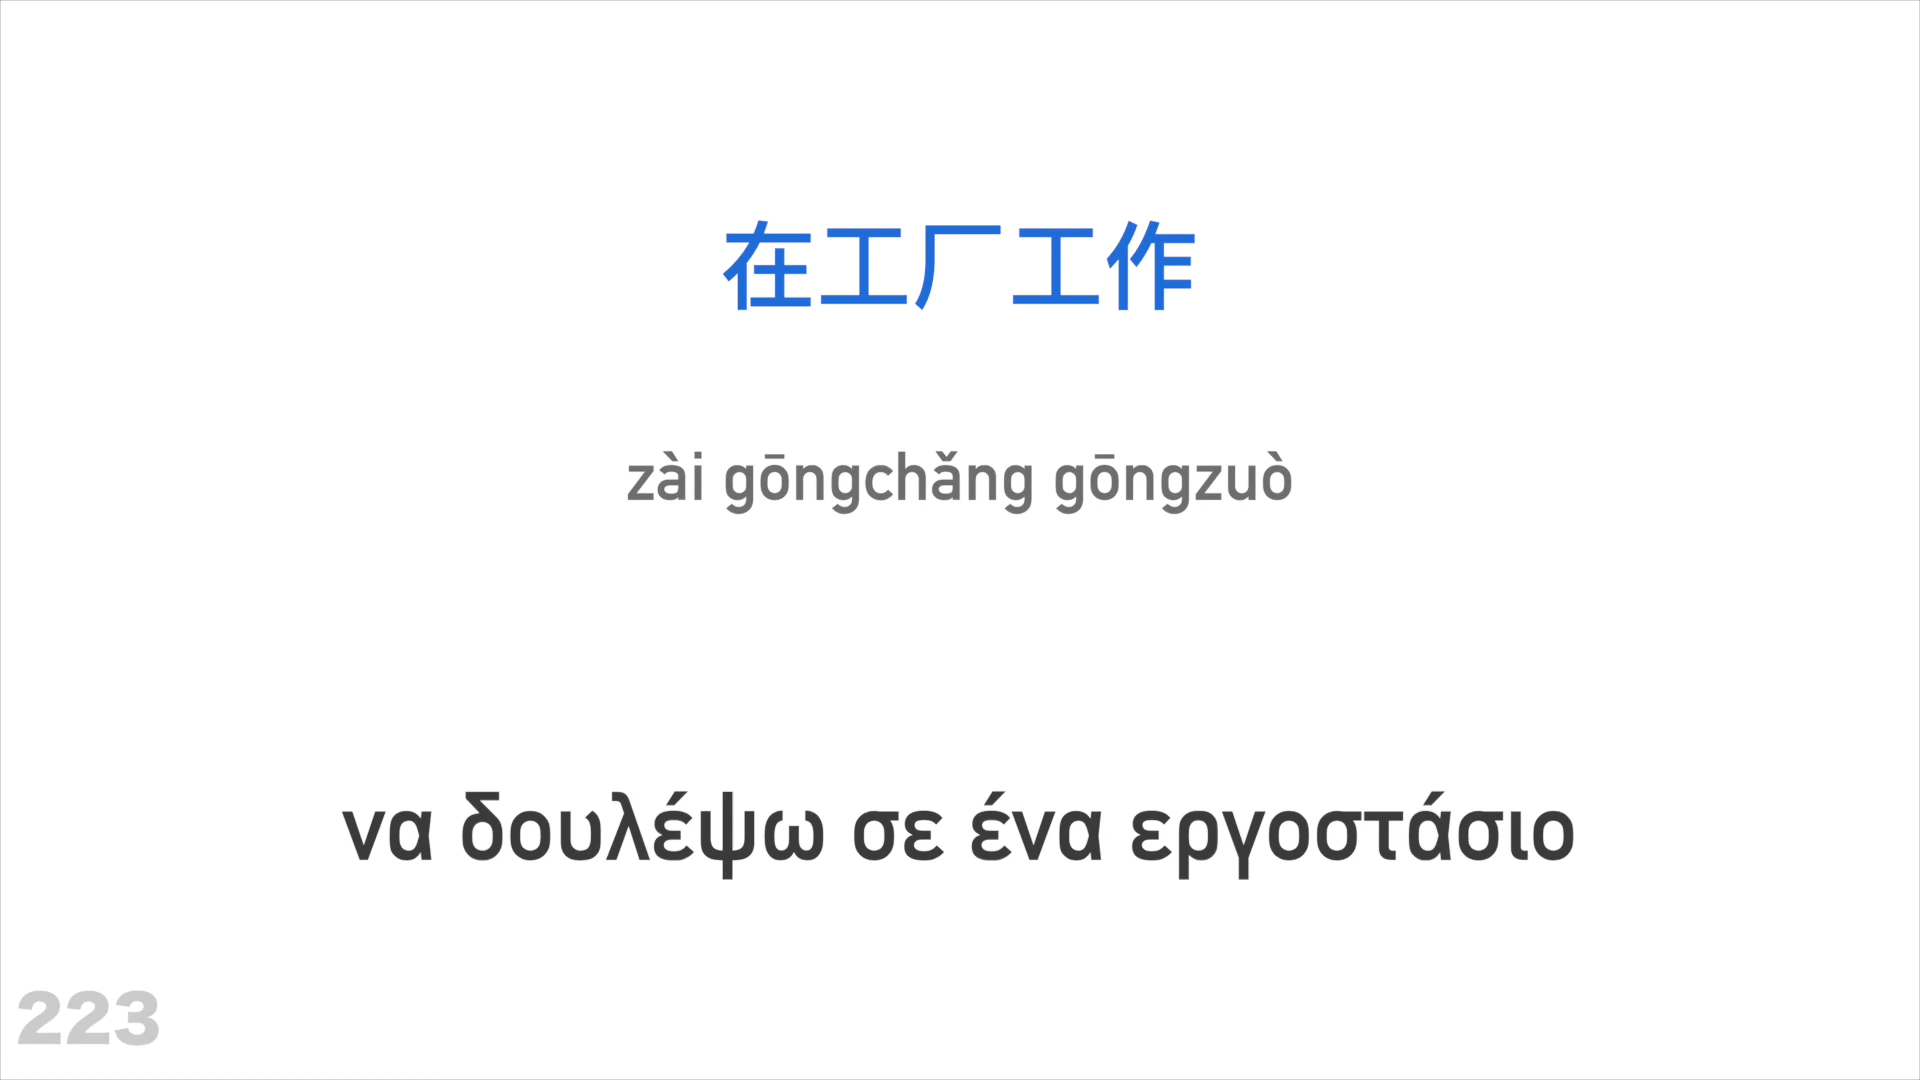 在工厂工作
zài gōngchǎng gōngzuò
να δουλέψω σε ένα εργοστάσιο
223